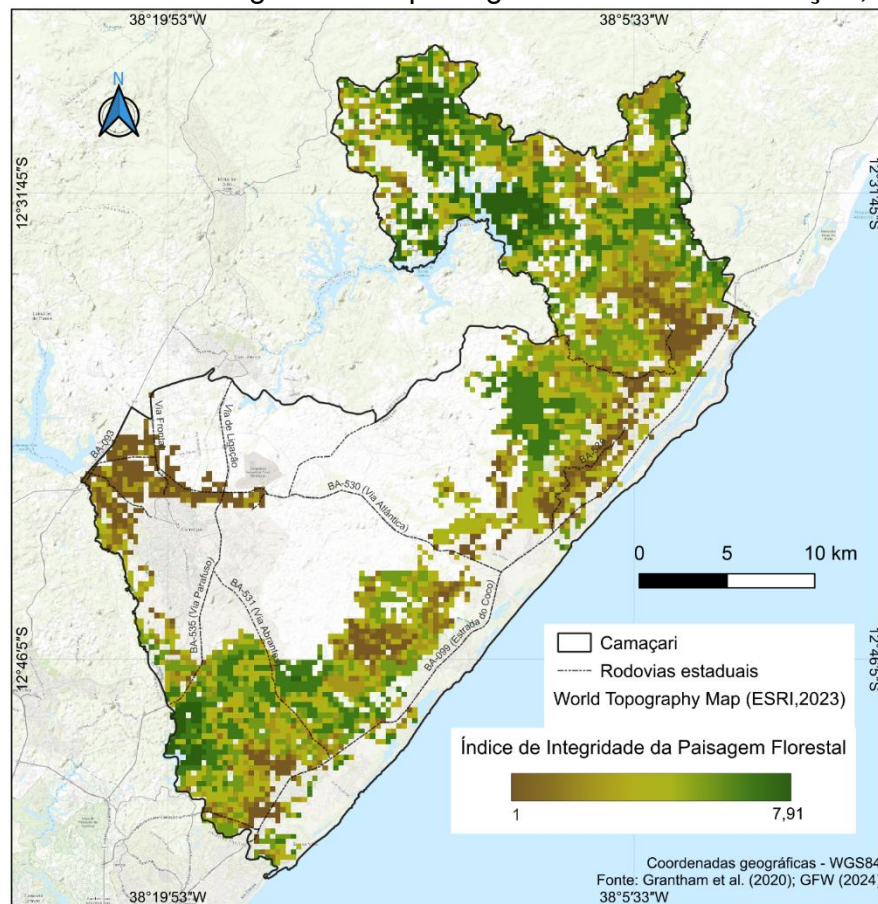 38°19'53"W
38°5'33"W
N
12°31'45"S
12°31'45"S
BA-093
Via Frontal
Via de Ligação
BA-530 (Via Atlântica)
BA-535 (Via Parafuso)
BA-531 (Via Abrantes)
BA-099 (Estrada do Coco)
0 5 10 km
12°46'5"S
12°46'5"S
Camaçari
Rodovias estaduais
World Topography Map (ESRI,2023)
Índice de Integridade da Paisagem Florestal
1 7,91
Coordenadas geográficas - WGS84
Fonte: Grantham et al. (2020); GFW (2024)
38°19'53"W
38°5'33"W